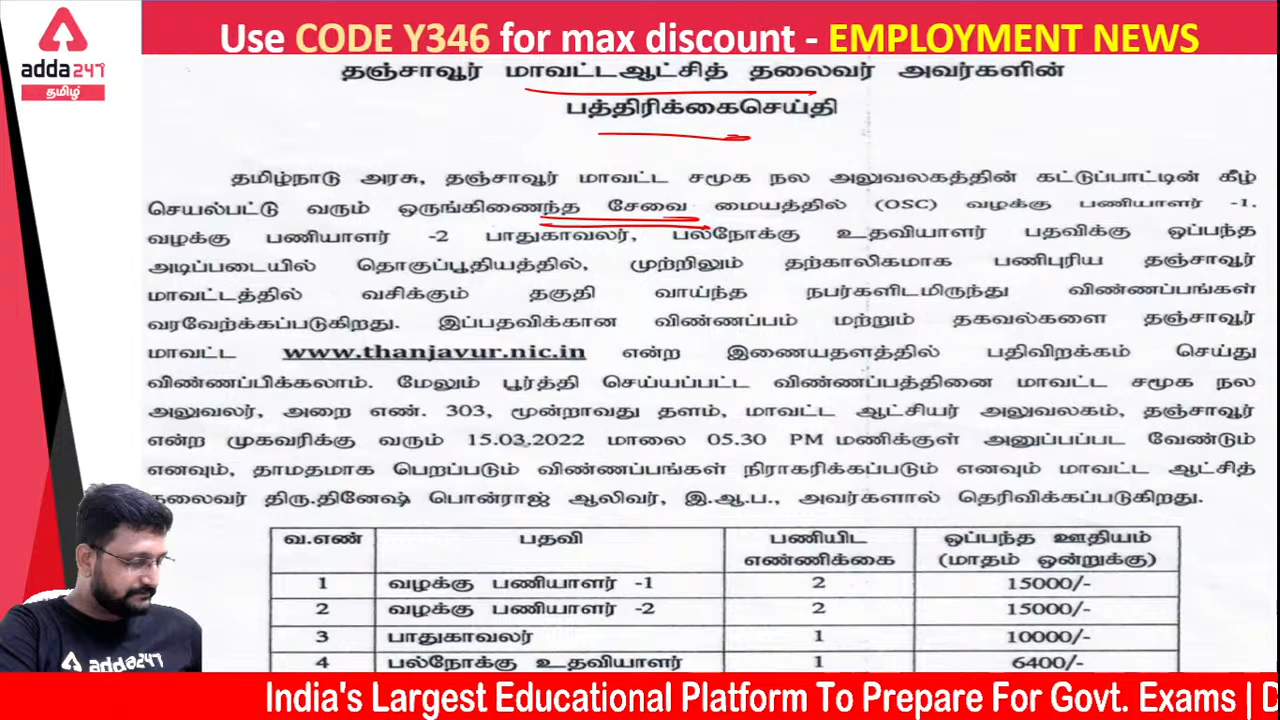 Use CODE Y346 for max discount - EMPLOYMENT NEWS
adda247
தமிழ்
தஞ்சாவூர் மாவட்டஆட்சித் தலைவர் அவர்களின்
பத்திரிக்கைசெய்தி
தமிழ்நாடு அரசு, தஞ்சாவூர் மாவட்ட சமூக நல அலுவலகத்தின் கட்டுப்பாட்டின் கீழ்
செயல்பட்டு வரும் ஒருங்கிணைந்த சேவை மையத்தில் (OSC) வழக்கு பணியாளர் -1.
வழக்கு பணியாளர் -2 பாதுகாவலர், பல்நோக்கு உதவியாளர் பதவிக்கு ஒப்பந்த
அடிப்படையில் தொகுப்பூதியத்தில், முற்றிலும் தற்காலிகமாக பணிபுரிய தஞ்சாவூர்
மாவட்டத்தில் வசிக்கும் தகுதி வாய்ந்த நபர்களிடமிருந்து விண்ணப்பங்கள்
வரவேற்க்கப்படுகிறது. இப்பதவிக்கான விண்ணப்பம் மற்றும் தகவல்களை தஞ்சாவூர்
மாவட்ட www.thanjavur.nic.in என்ற இணையதளத்தில் பதிவிறக்கம் செய்து
விண்ணப்பிக்கலாம். மேலும் பூர்த்தி செய்யப்பட்ட விண்ணப்பத்தினை மாவட்ட சமூக நல
அலுவலர், அறை எண். 303, மூன்றாவது தளம், மாவட்ட ஆட்சியர் அலுவலகம், தஞ்சாவூர்
என்ற முகவரிக்கு வரும் 15.03.2022 மாலை 05.30 PM மணிக்குள் அனுப்பப்பட வேண்டும்
எனவும், தாமதமாக பெறப்படும் விண்ணப்பங்கள் நிராகரிக்கப்படும் எனவும் மாவட்ட ஆட்சித்
தலைவர் திரு.தினேஷ் பொன்ராஜ் ஆலிவர், இ.ஆ.ப., அவர்களால் தெரிவிக்கப்படுகிறது.
வ.எண் பதவி பணியிட எண்ணிக்கை ஒப்பந்த ஊதியம் (மாதம் ஒன்றுக்கு)
1 வழக்கு பணியாளர் -1 2 15000/-
2 வழக்கு பணியாளர் -2 2 15000/-
3 பாதுகாவலர் 1 10000/-
4 பல்நோக்கு உதவியாளர் 1 6400/-
adda247
India's Largest Educational Platform To Prepare For Govt. Exams | D